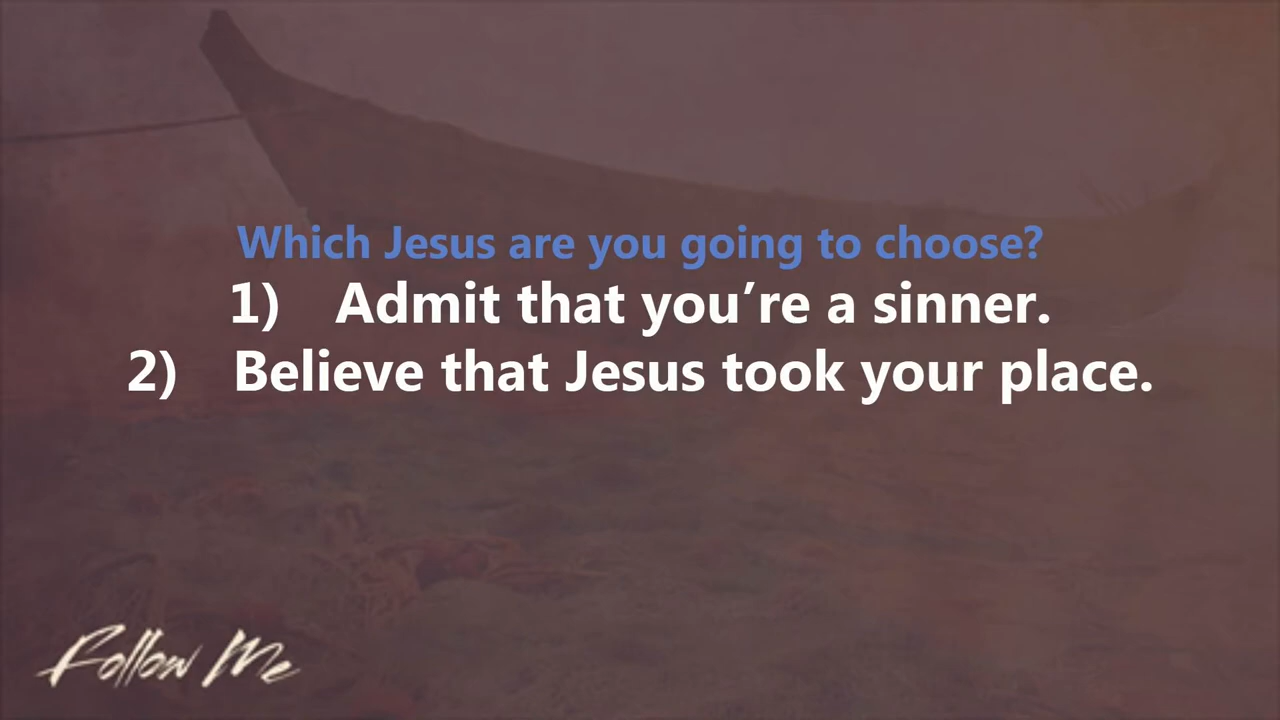 Which Jesus are you going to choose?
1) Admit that you’re a sinner.
2) Believe that Jesus took your place.
Follow Me